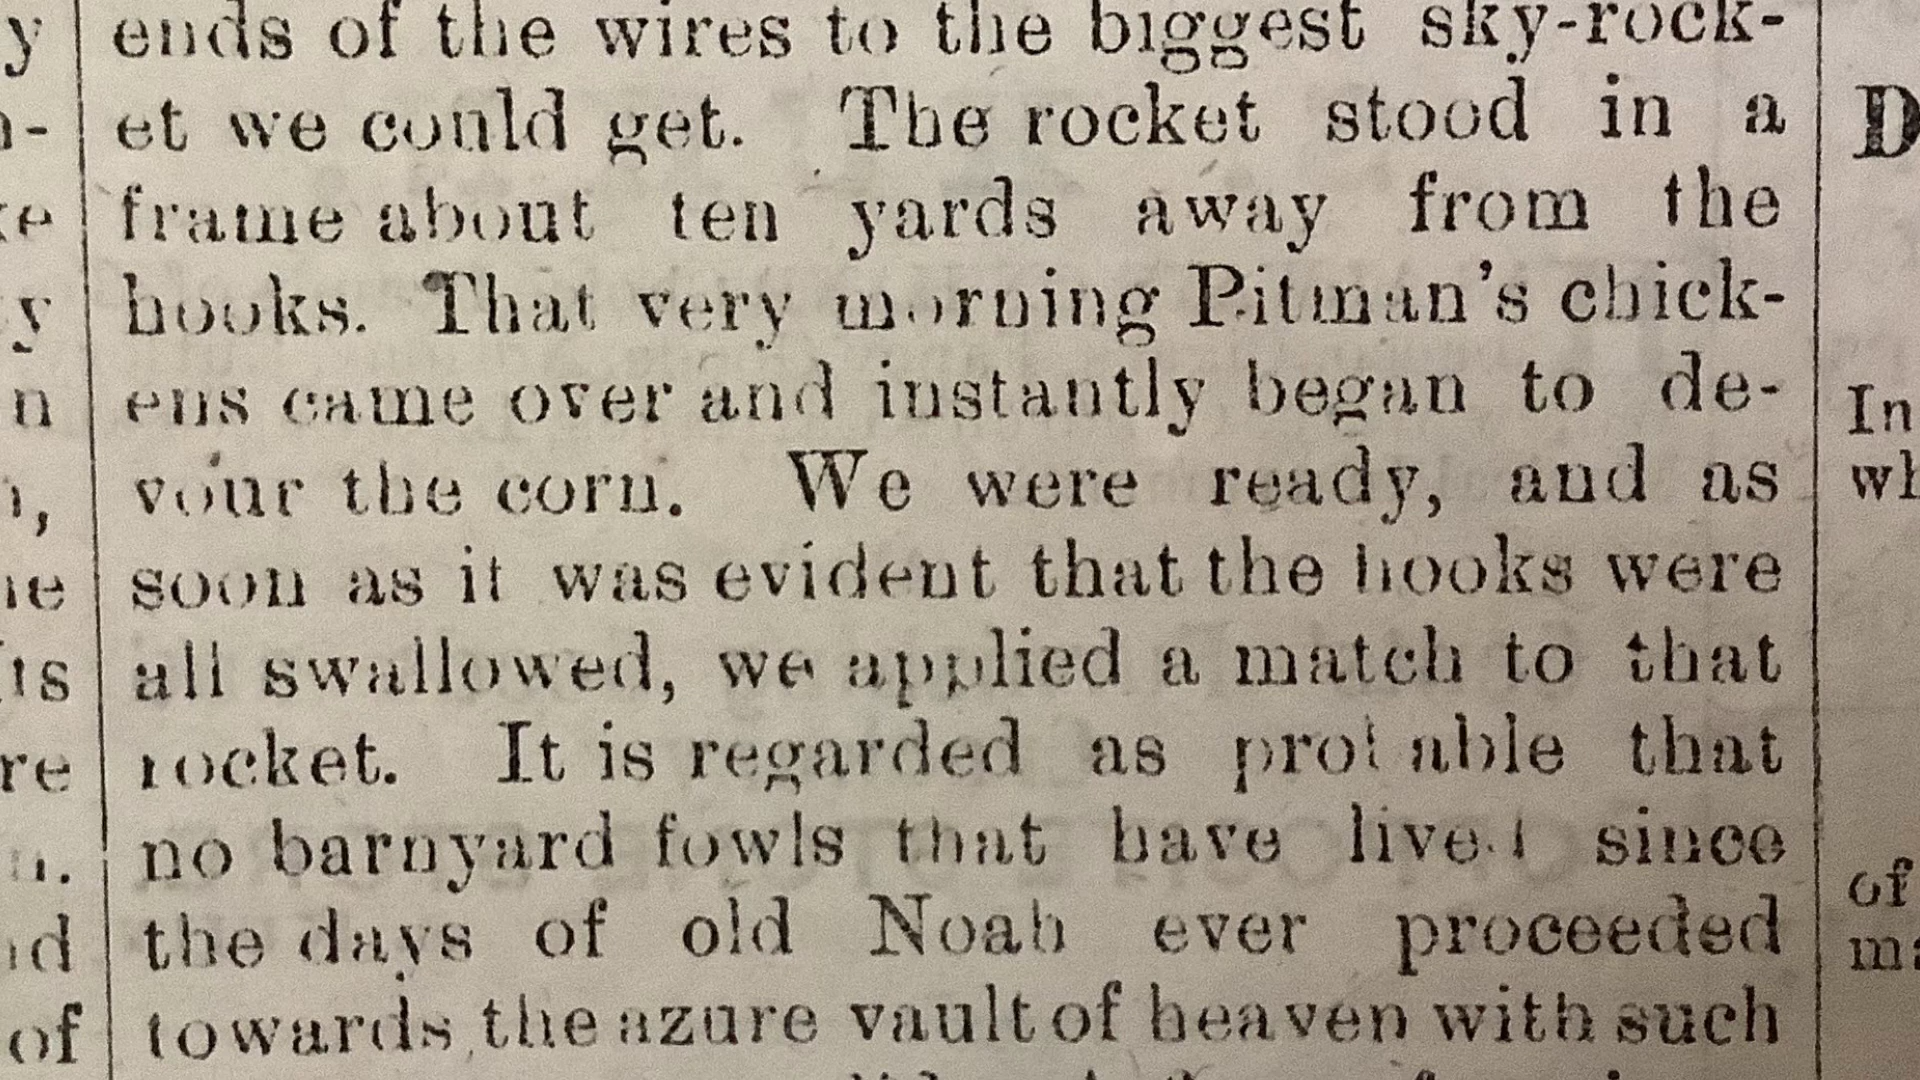 ends of the wires to the biggest sky-rock-
et we could get. The rocket stood in a
frame about ten yards away from the
hooks. That very morning Pitman's chick-
ens came over and instantly began to de-
vour the corn. We were ready, and as
soon as it was evident that the hooks were
all swallowed, we applied a match to that
rocket. It is regarded as probable that
no barnyard fowls that have lived since
the days of old Noah ever proceeded
towards the azure vault of heaven with such
of
D
In
of